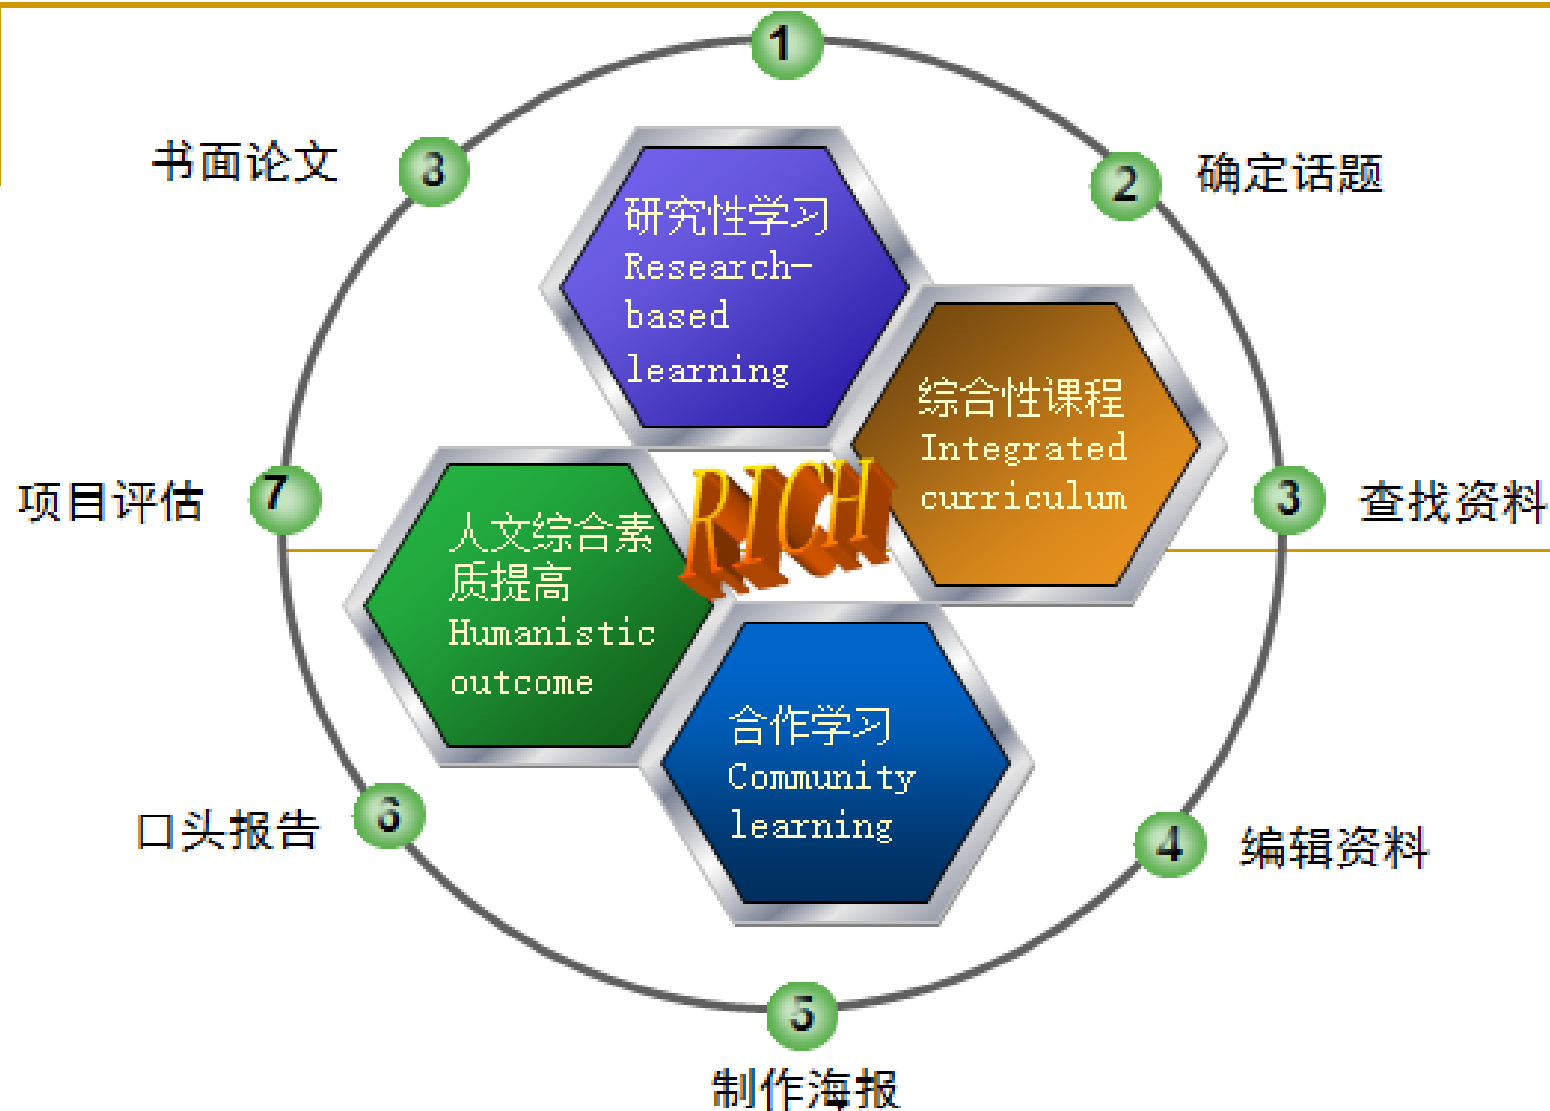 1
8
书面论文
2
确定话题
研究性学习
Research-
based
learning
综合性课程
Integrated
curriculum
RICH
7
项目评估
3
查找资料
人文综合素
质提高
Humanistic
outcome
合作学习
Community
learning
6
口头报告
4
编辑资料
5
制作海报